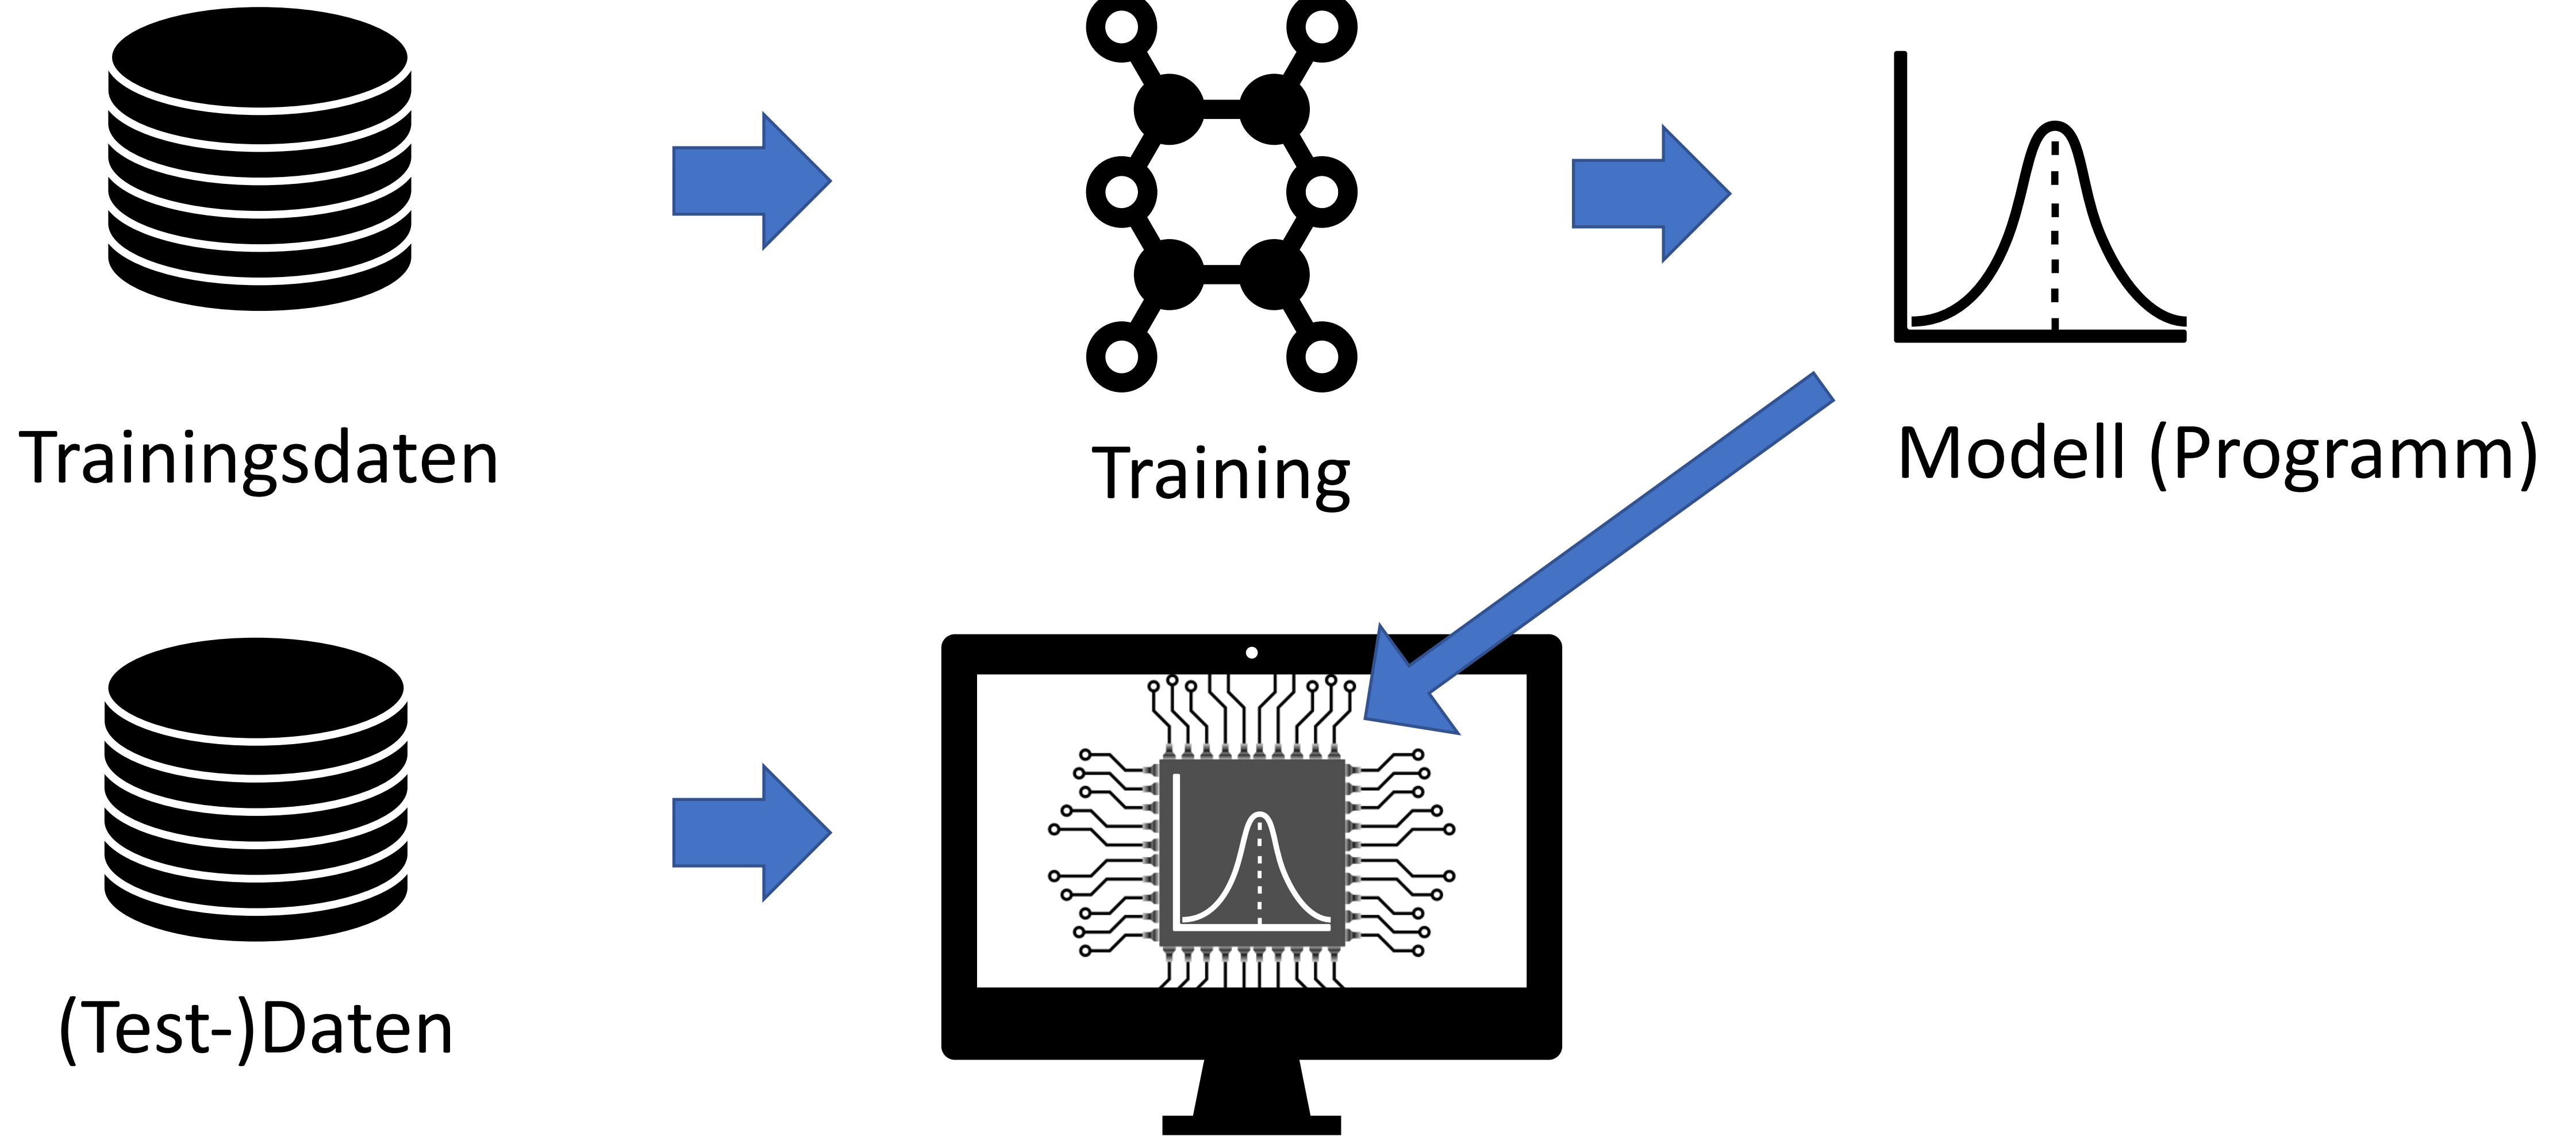 Trainingsdaten
Training
Modell (Programm)
(Test-)Daten